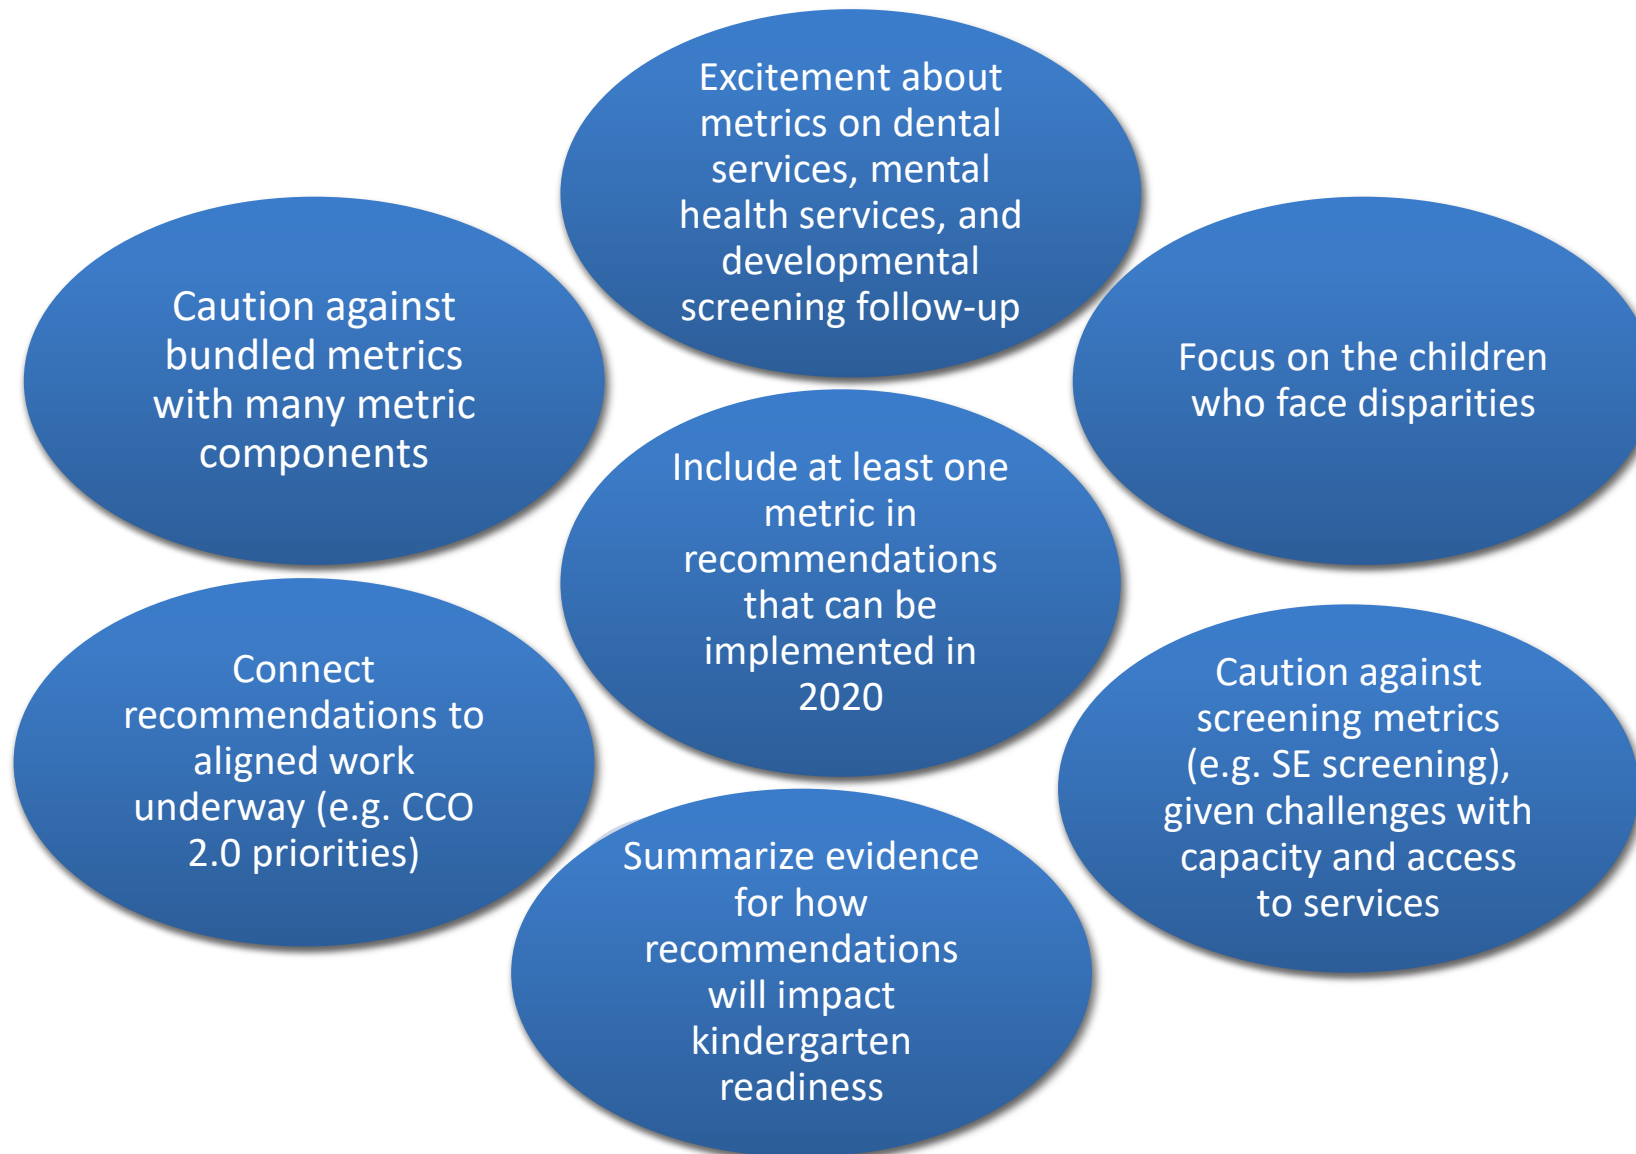 Excitement about
metrics on dental
services, mental
health services, and
developmental
screening follow-up
Caution against
bundled metrics
with many metric
components
Focus on the children
who face disparities
Include at least one
metric in
recommendations
that can be
implemented in
2020
Connect
recommendations to
aligned work
underway (e.g. CCO
2.0 priorities)
Caution against
screening metrics
(e.g. SE screening),
given challenges with
capacity and access
to services
Summarize evidence
for how
recommendations
will impact
kindergarten
readiness